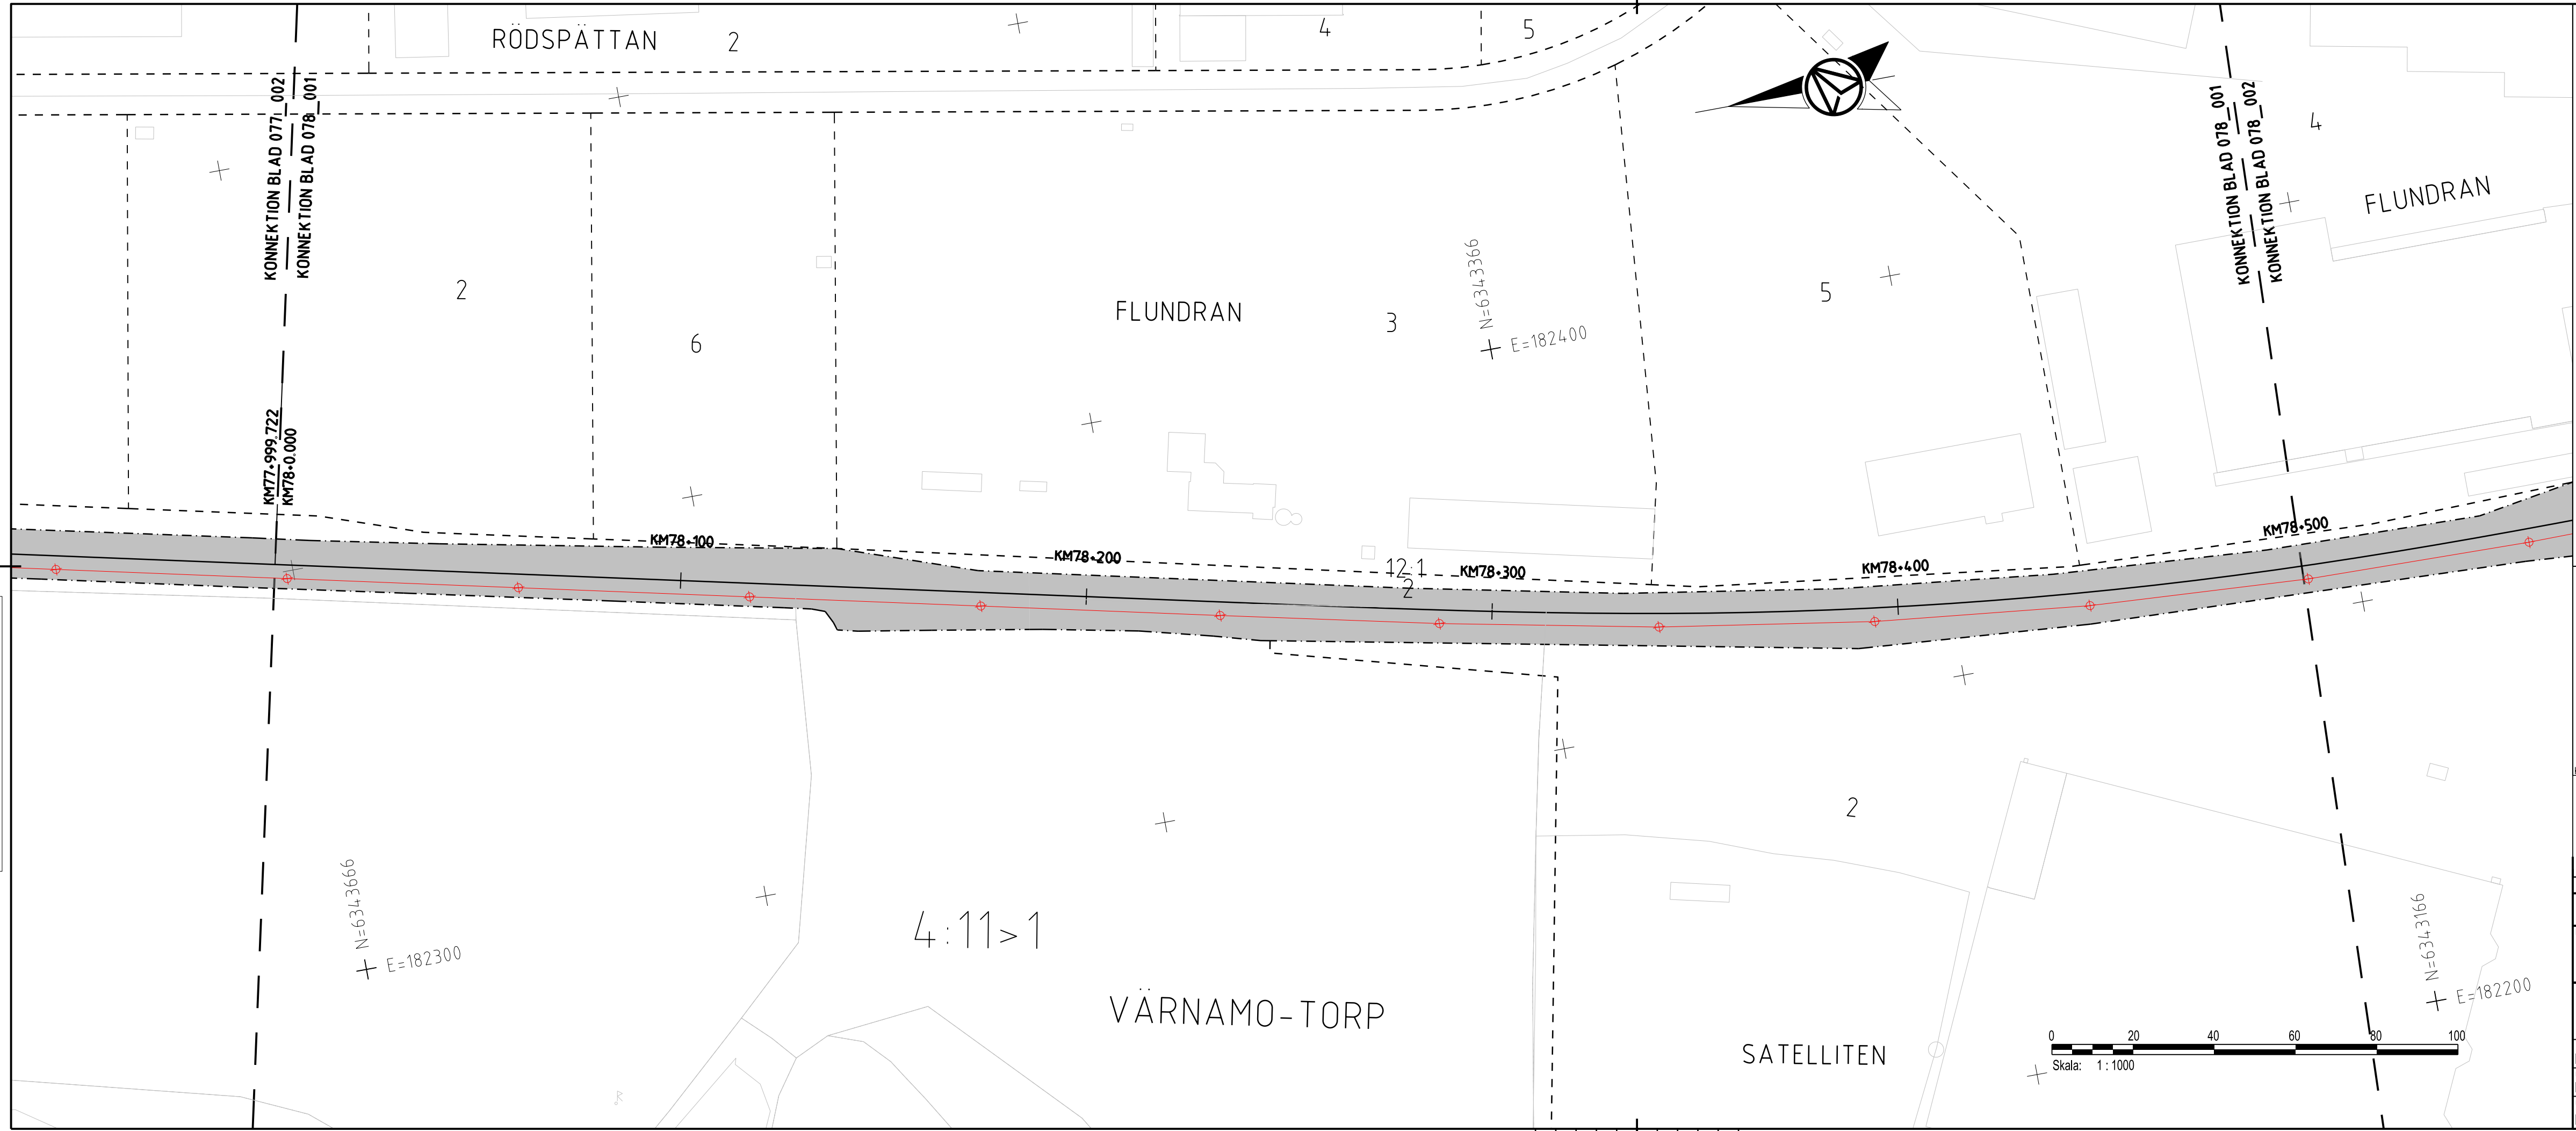 RÖDSPÄTTAN
2
4
5
KONNEKTION BLAD 077_002
KONNEKTION BLAD 078_001
KONNEKTION BLAD 078_001
KONNEKTION BLAD 078_002
4
FLUNDRAN
2
6
FLUNDRAN
3
N=6343366
E=182400
5
KM77+999.722
KM78+0.000
KM78+100
KM78+200
12:1
2
KM78+300
KM78+400
KM78+500
2
N=6343666
E=182300
4:11>1
VÄRNAMO-TORP
SATELLITEN
N=6343166
E=182200
0 20 40 60 80 100
Skala: 1 : 1000